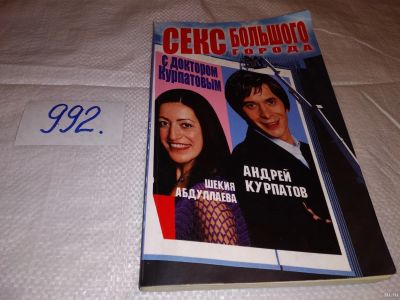 992.
СЕКС БОЛЬШОГО
ГОРОДА
С ДОКТОРОМ
КУРПАТОВЫМ
ШЕКИЯ
АБДУЛЛАЕВА
АНДРЕЙ
КУРПАТОВ